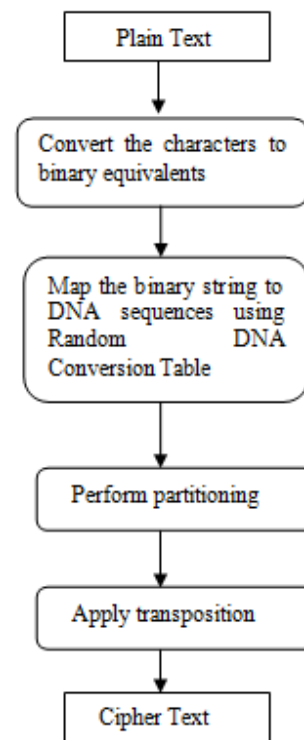 Plain Text
Convert the characters to
binary equivalents
Map the binary string to
DNA sequences using
Random DNA
Conversion Table
Perform partitioning
Apply transposition
Cipher Text